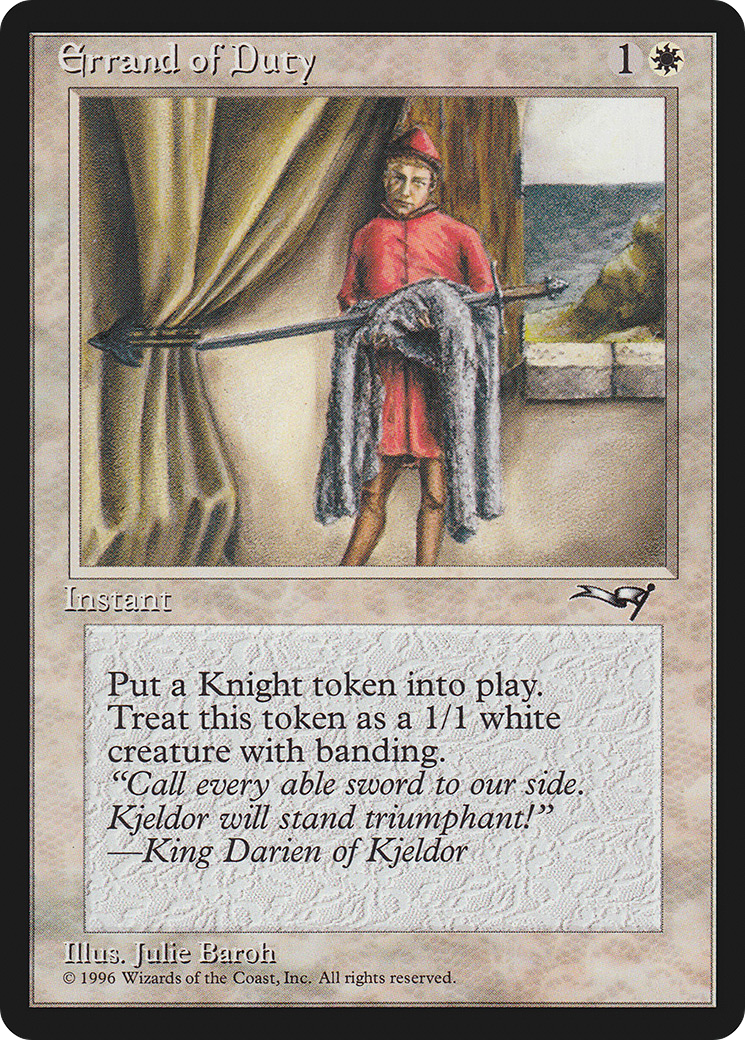 Errand of Duty 1
Instant
Put a Knight token into play.
Treat this token as a 1/1 white
creature with banding.
“Call every able sword to our side.
Kjeldor will stand triumphant!”
—King Darien of Kjeldor
Illus. Julie Baroh
© 1996 Wizards of the Coast, Inc. All rights reserved.